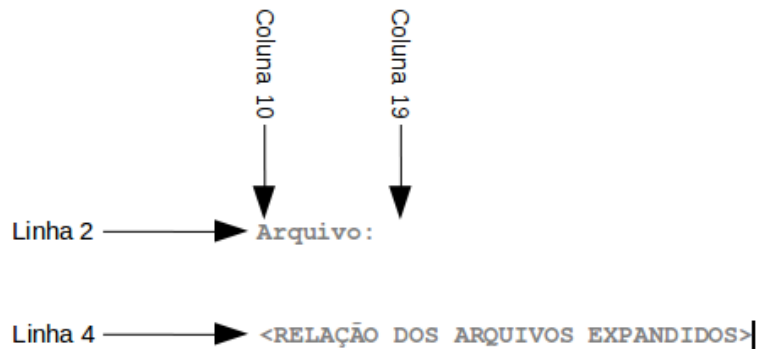 Coluna 10
Coluna 19
Linha 2
Arquivo:
Linha 4
<RELAÇÃO DOS ARQUIVOS EXPANDIDOS>